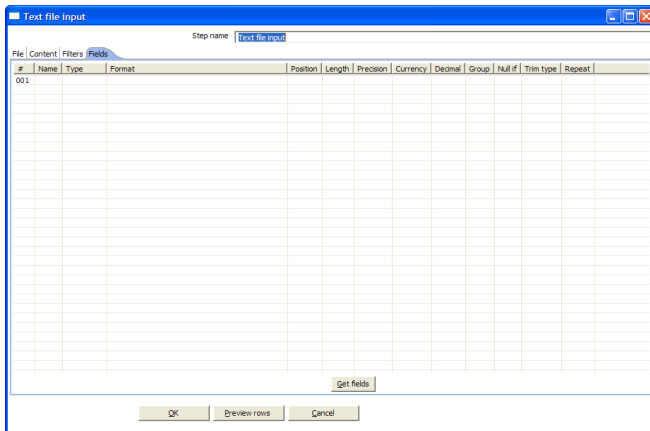 Text file input
Step name Text file input
File Content Filters Fields
# Name Type Format Position Length Precision Currency Decimal Group Null if Trim type Repeat
001
Get fields
OK Preview rows Cancel